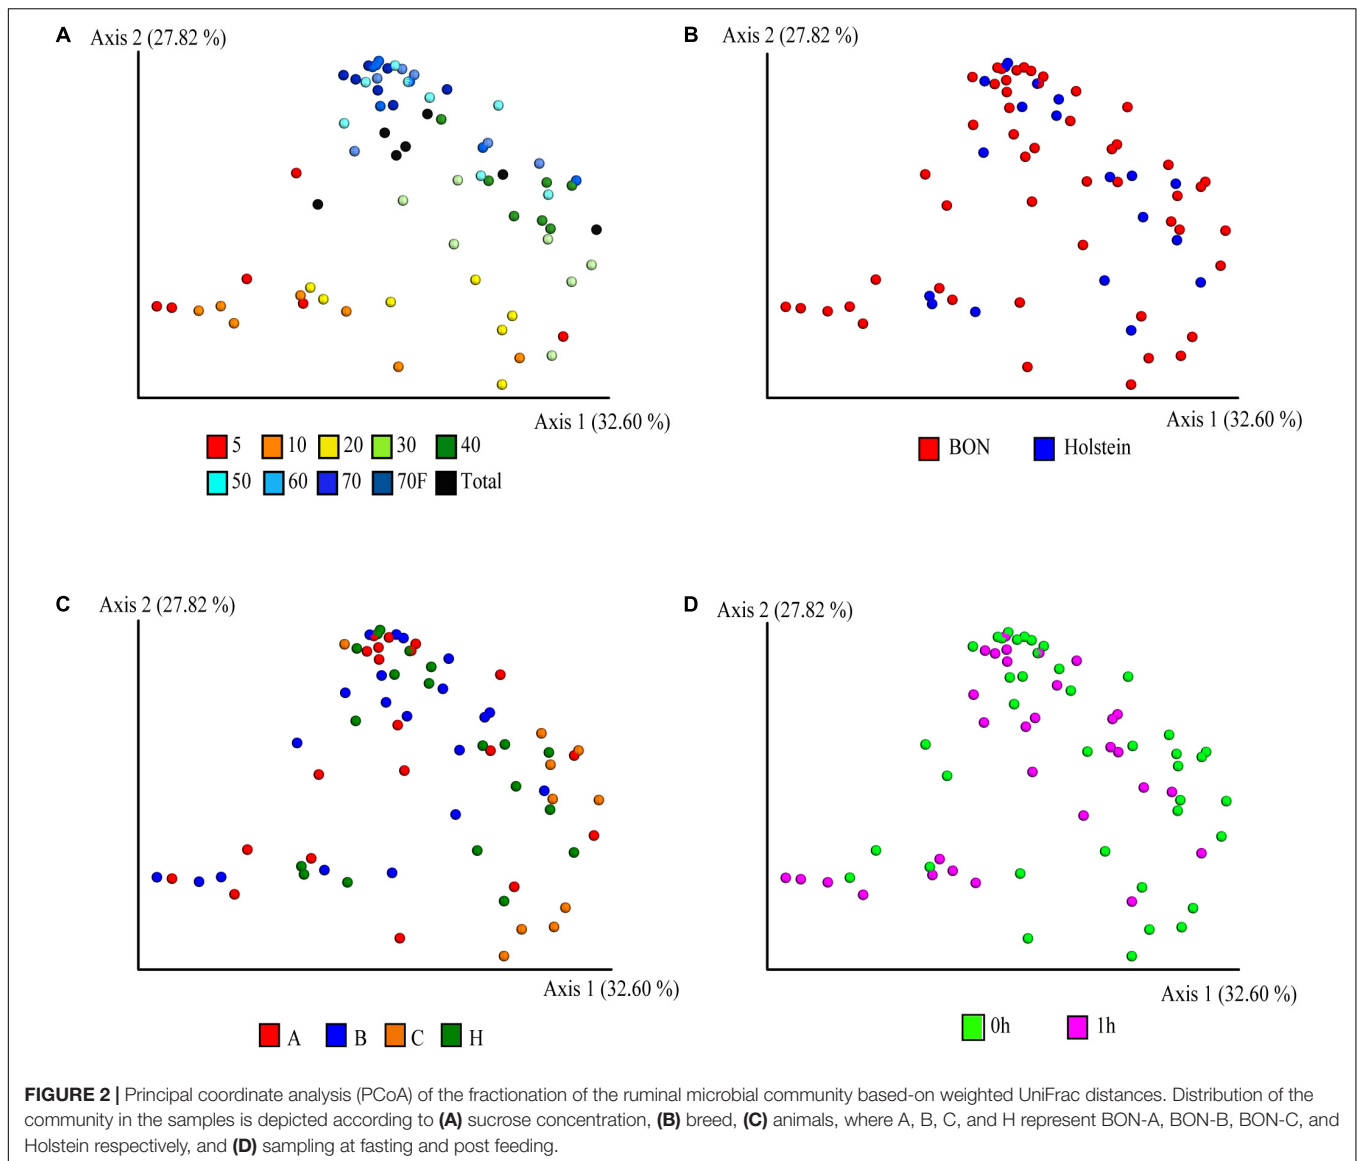 A
Axis 2 (27.82 %)
Axis 1 (32.60 %)
5 10 20 30 40
50 60 70 70F Total
B
Axis 2 (27.82 %)
Axis 1 (32.60 %)
BON Holstein
C
Axis 2 (27.82 %)
Axis 1 (32.60 %)
A B C H
D
Axis 2 (27.82 %)
Axis 1 (32.60 %)
0h 1h
FIGURE 2 | Principal coordinate analysis (PCoA) of the fractionation of the ruminal microbial community based-on weighted UniFrac distances. Distribution of the
community in the samples is depicted according to (A) sucrose concentration, (B) breed, (C) animals, where A, B, C, and H represent BON-A, BON-B, BON-C, and
Holstein respectively, and (D) sampling at fasting and post feeding.